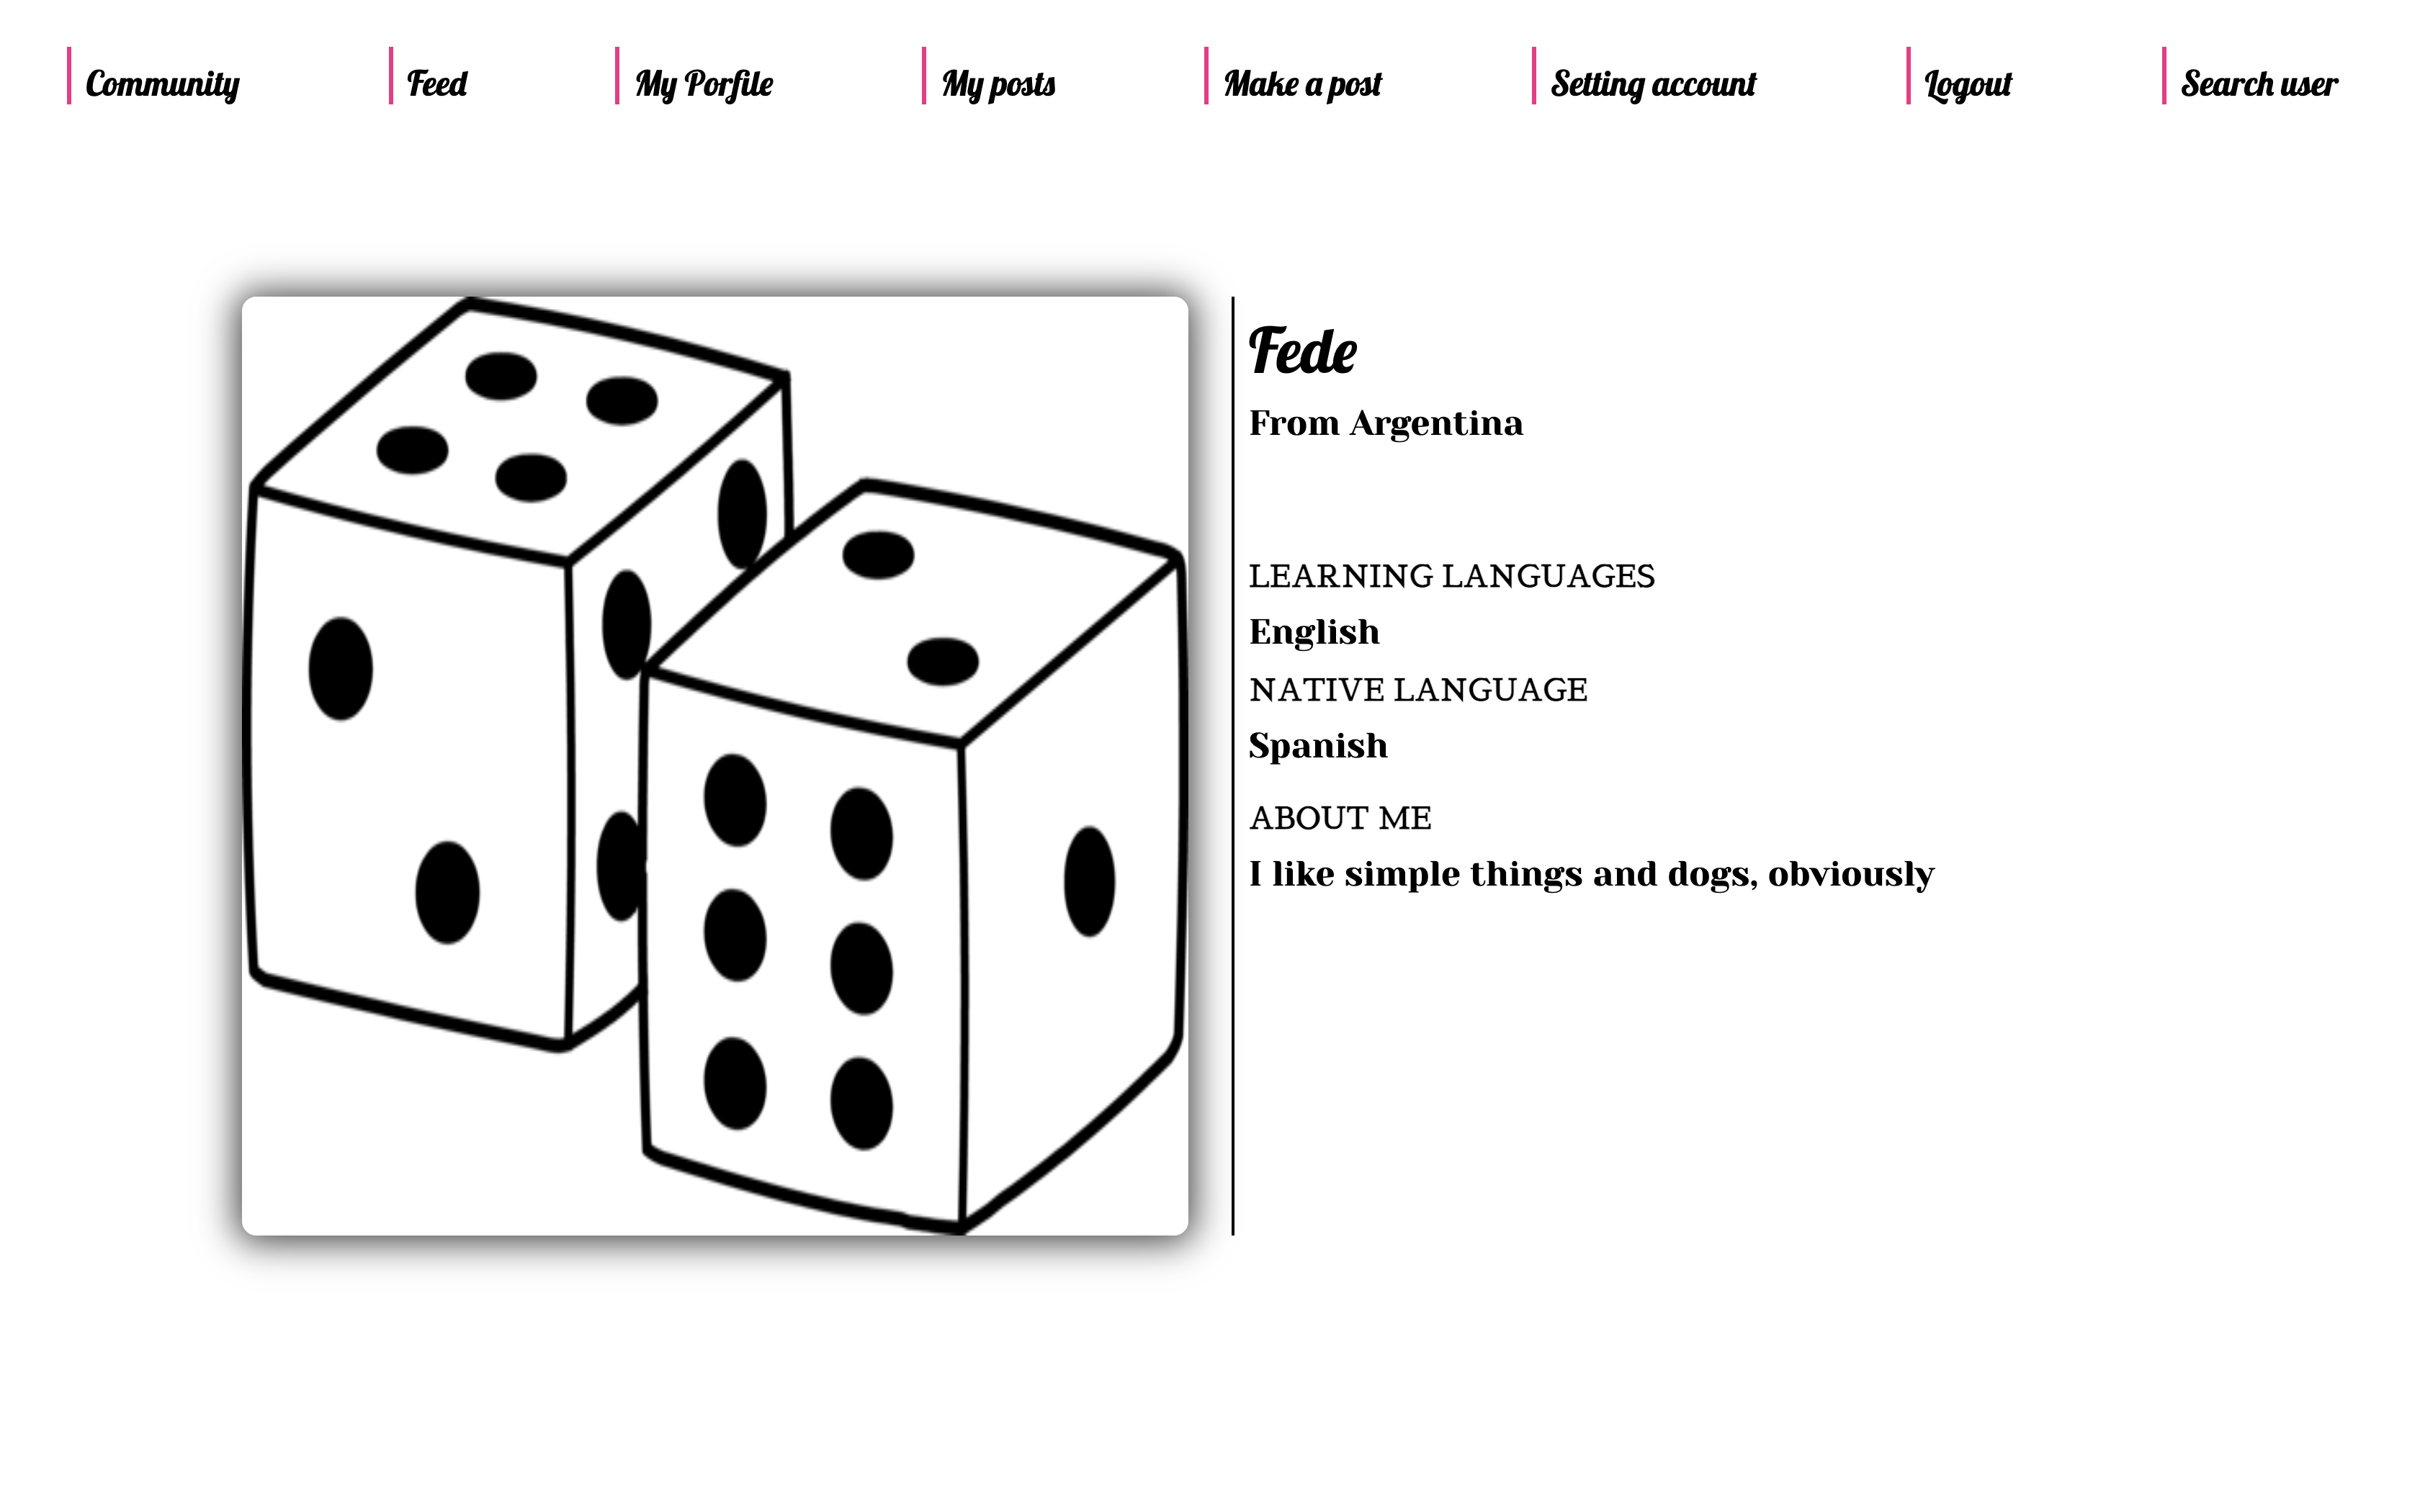 Community Feed My Porfile My posts Make a post Setting account Logout Search user
Fede
From Argentina
LEARNING LANGUAGES
English
NATIVE LANGUAGE
Spanish
ABOUT ME
I like simple things and dogs, obviously